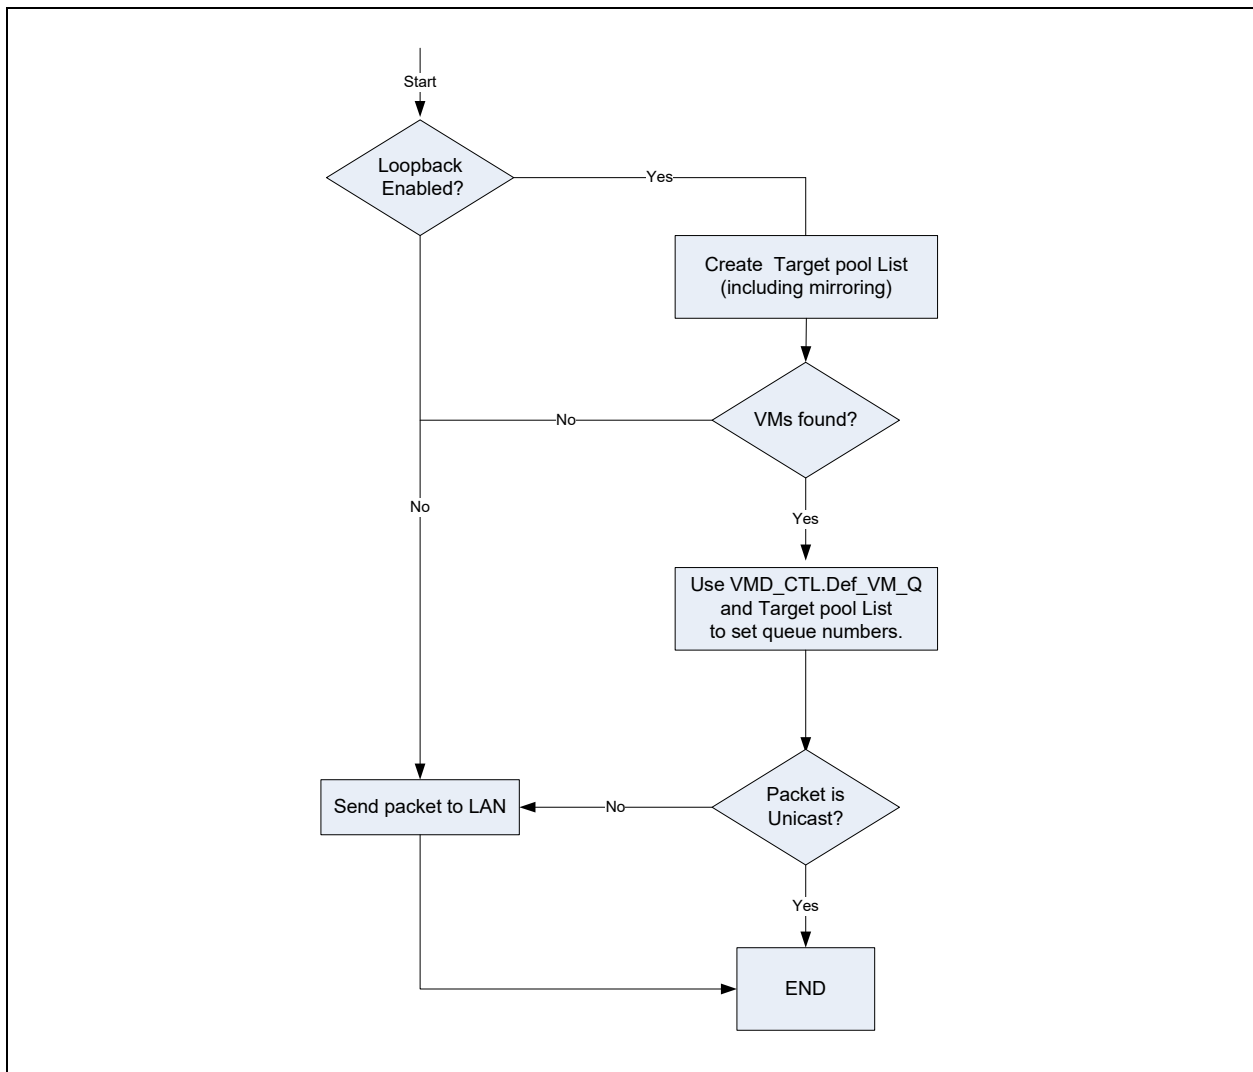 Start
Loopback
Enabled?
Yes
Create Target pool List
(including mirroring)
VMs found?
No
No
Yes
Use VMD_CTL.Def_VM_Q
and Target pool List
to set queue numbers.
Packet is
Unicast?
Send packet to LAN
No
Yes
END